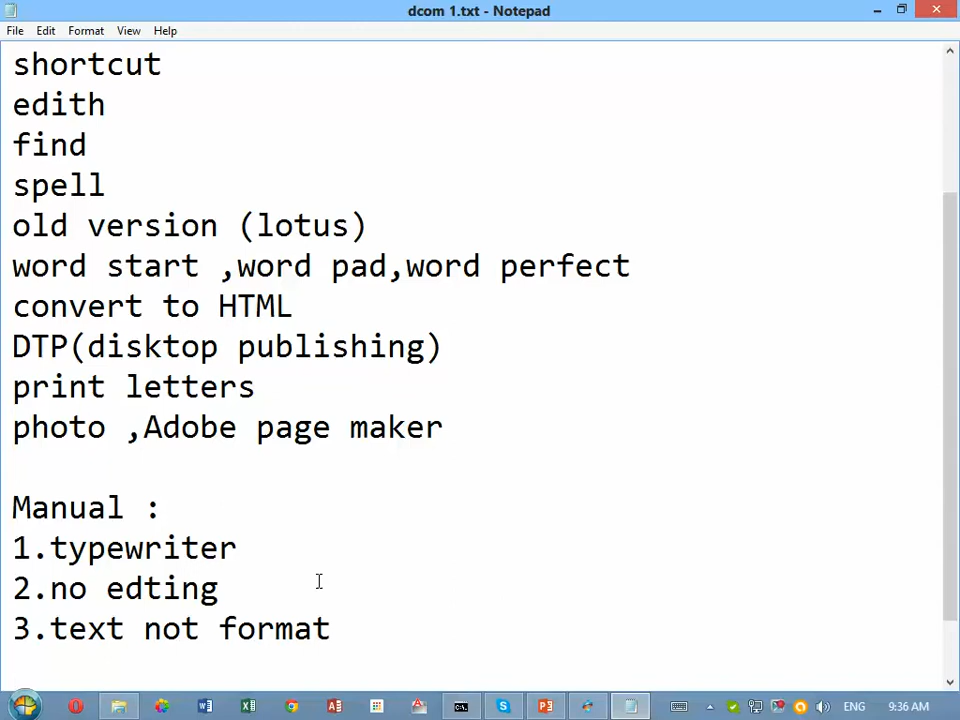 dcom 1.txt - Notepad
File Edit Format View Help
shortcut
edith
find
spell
old version (lotus)
word start ,word pad,word perfect
convert to HTML
DTP(disktop publishing)
print letters
photo ,Adobe page maker
Manual :
1.typewriter
2.no edting
3.text not format
ENG 9:36 AM